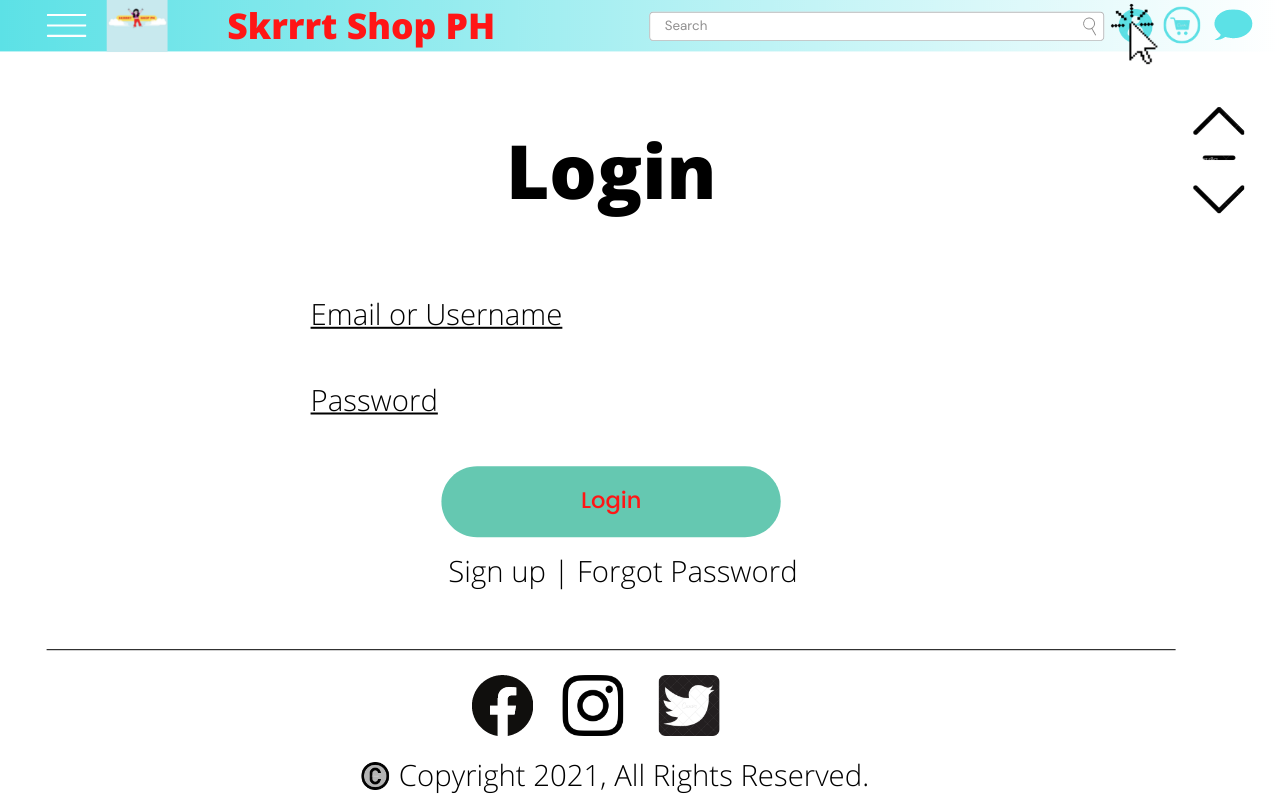 Skrrrt Shop PH
Search
Login
Email or Username
Password
Login
Sign up | Forgot Password
© Copyright 2021, All Rights Reserved.